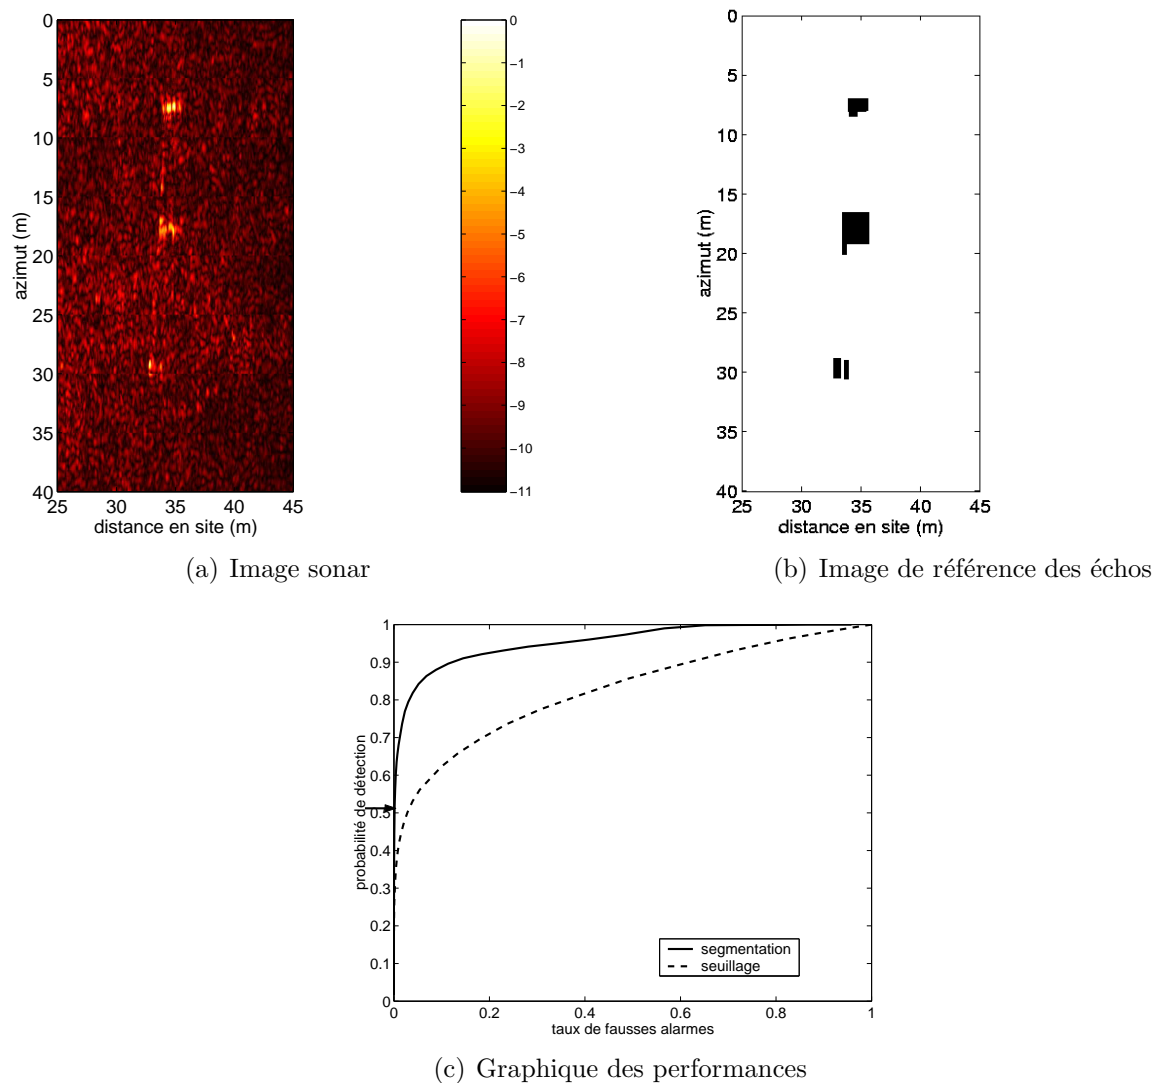 0
5
10
15
20
25
30
35
40
azimut (m)
25 30 35 40 45
distance en site (m)
0
−1
−2
−3
−4
−5
−6
−7
−8
−9
−10
−11
0
5
10
15
20
25
30
35
40
azimut (m)
25 30 35 40 45
distance en site (m)
(a) Image sonar
(b) Image de référence des échos
1
0.9
0.8
0.7
0.6
0.5
0.4
0.3
0.2
0.1
0
probabilité de détection
segmentation
seuillage
0 0.2 0.4 0.6 0.8 1
taux de fausses alarmes
(c) Graphique des performances